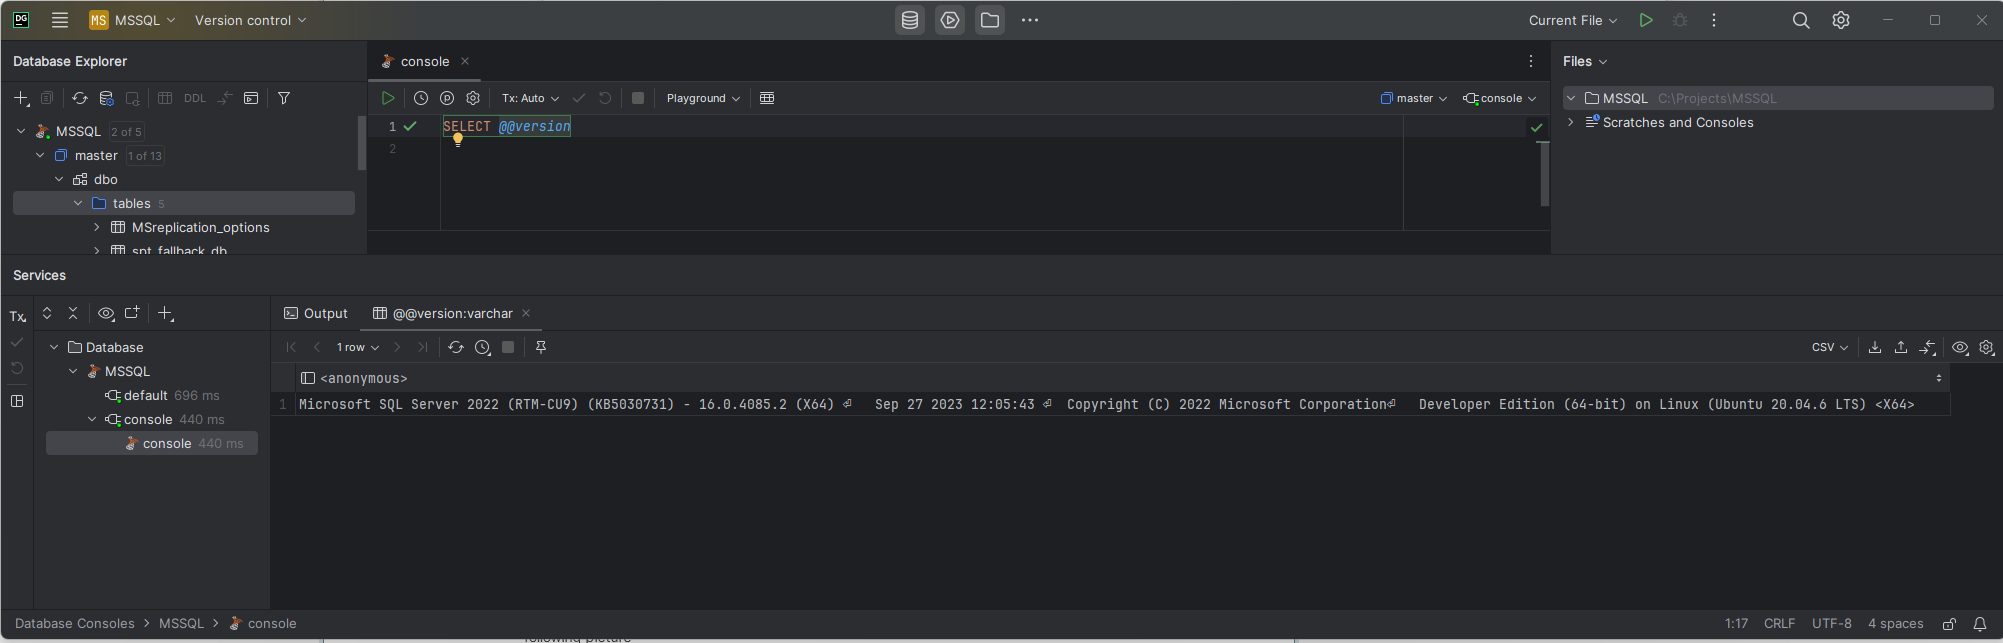 DG MS MSSQL Version control Current File
Database Explorer
console
Files
DDL
Tx: Auto Playground master console
MSSQL C:\Projects\MSSQL
1 SELECT @@version
Scratches and Consoles
2
MSSQL 2 of 5
master 1 of 13
dbo
tables 5
MSreplication_options
spt_fallback_db
Services
Tx
Output @@version:varchar
1 row CSV
Database
MSSQL
default 696 ms
console 440 ms
console 440 ms
<anonymous>
1 Microsoft SQL Server 2022 (RTM-CU9) (KB5030731) - 16.0.4085.2 (X64) ⏎ Sep 27 2023 12:05:43 ⏎ Copyright (C) 2022 Microsoft Corporation⏎ Developer Edition (64-bit) on Linux (Ubuntu 20.04.6 LTS) <X64>
Database Consoles > MSSQL > console 1:17 CRLF UTF-8 4 spaces
following picture